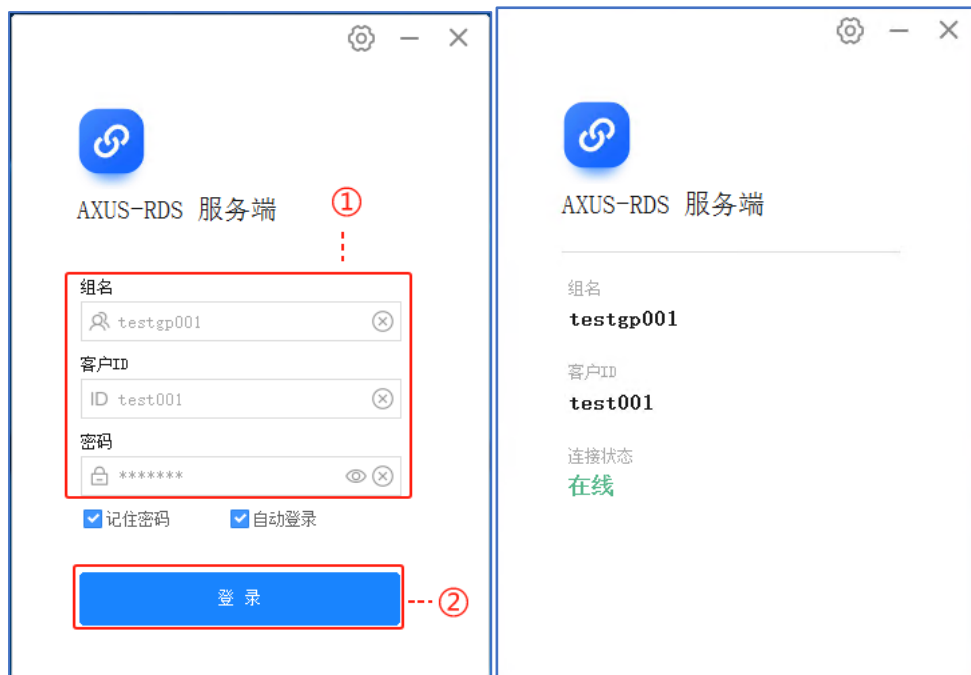 AXUS-RDS 服务端
①
组名
testgp001
客户ID
ID test001
密码
*******
记住密码 自动登录
登 录
②
AXUS-RDS 服务端
组名
testgp001
客户ID
test001
连接状态
在线